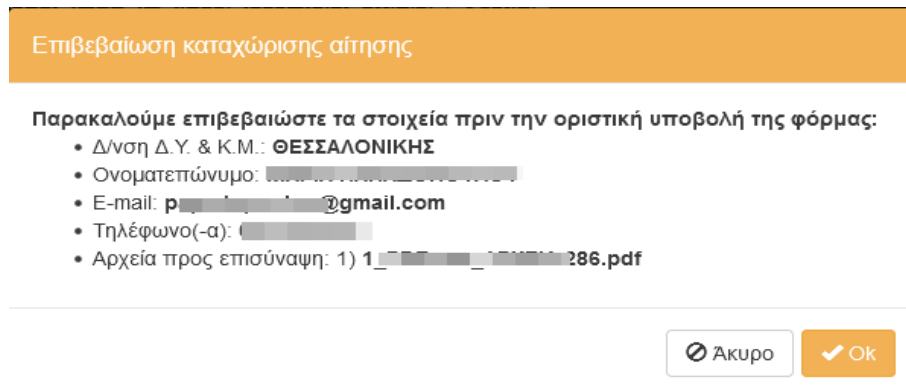 Επιβεβαίωση καταχώρισης αίτησης
Παρακαλούμε επιβεβαιώστε τα στοιχεία πριν την οριστική υποβολή της φόρμας:
• Δ/νση Δ.Υ. & Κ.Μ.: ΘΕΣΣΑΛΟΝΙΚΗΣ
• Ονοματεπώνυμο:
• E-mail: @gmail.com
• Τηλέφωνο(-α):
• Αρχεία προς επισύναψη: 1) 286.pdf
Άκυρο Ok